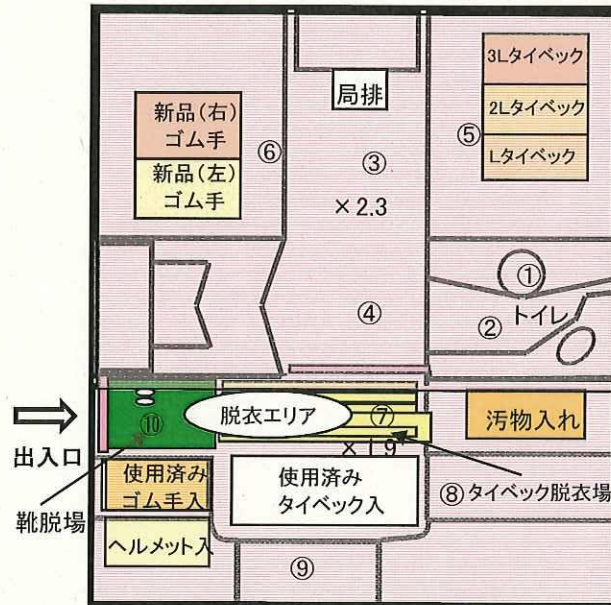 3Lタイベック
2Lタイベック
Lタイベック
⑤
局排
新品(右)
ゴム手
新品(左)
ゴム手
⑥
③
×2.3
①
トイレ
②
④
出入口
⑩
脱衣エリア
⑦
×1.9
汚物入れ
靴脱場
使用済み
ゴム手入
使用済み
タイベック入
⑧タイベック脱衣場
ヘルメット入
⑨